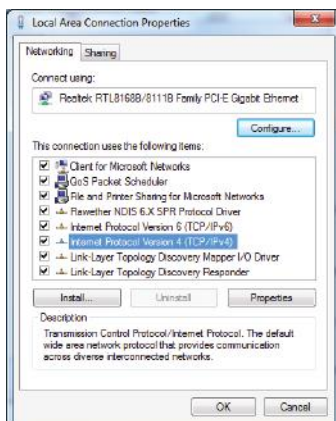 Local Area Connection Properties
Networking Sharing
Connect using:
Realtek RTL8168B/8111B Family PCI-E Gigabit Ethernet
Configure...
This connection uses the following items:
Client for Microsoft Networks
QoS Packet Scheduler
File and Printer Sharing for Microsoft Networks
Rawether NDIS 6.X SPR Protocol Driver
Internet Protocol Version 6 (TCP/IPv6)
Internet Protocol Version 4 (TCP/IPv4)
Link-Layer Topology Discovery Mapper I/O Driver
Link-Layer Topology Discovery Responder
Install... Uninstall Properties
Description
Transmission Control Protocol/Internet Protocol. The default
wide area network protocol that provides communication
across diverse interconnected networks.
OK Cancel